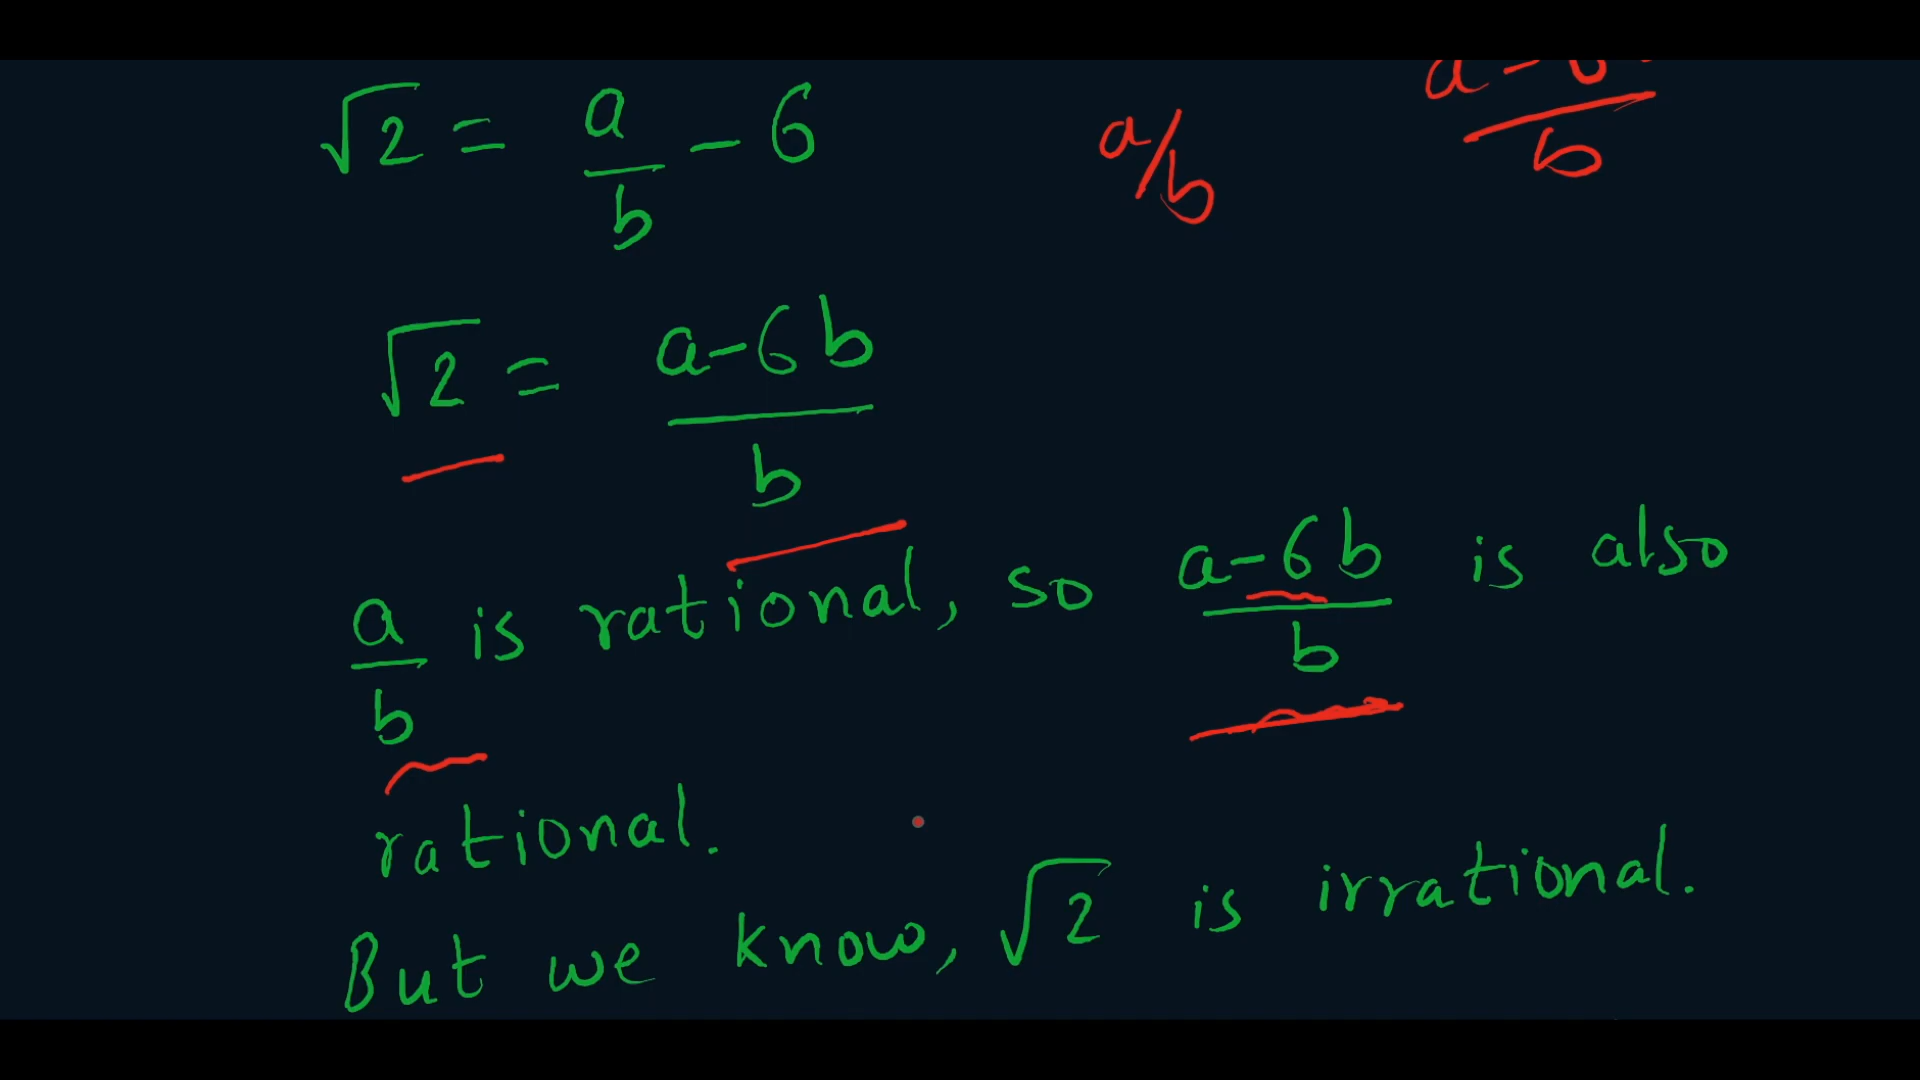 √2 = a/b - 6
a/b
√2 = a-6b/b
a/b is rational, so a-6b/b is also
rational.
But we know, √2 is irrational.